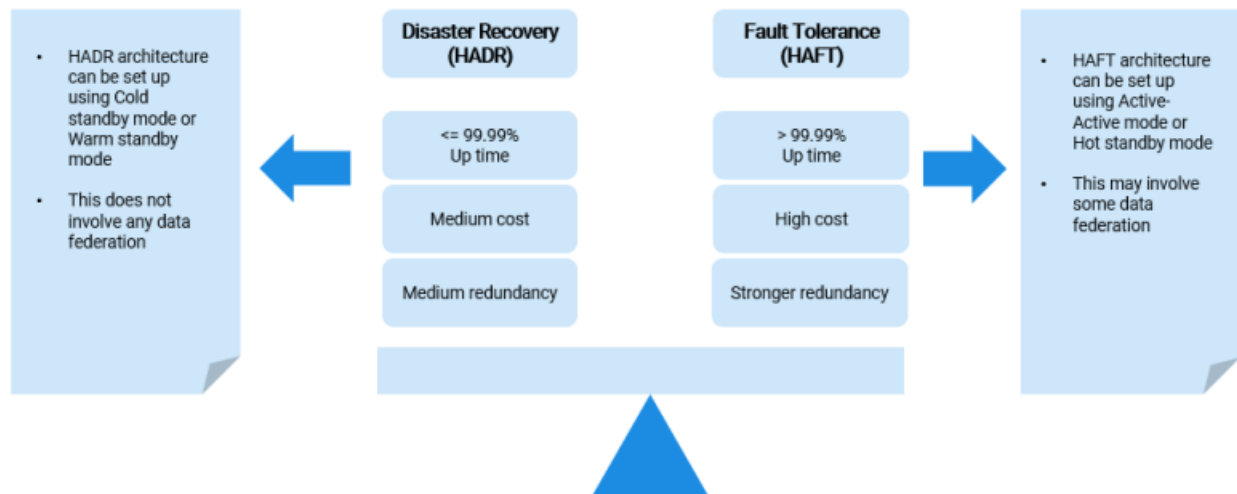 • HADR architecture
can be set up
using Cold
standby mode or
Warm standby
mode
• This does not
involve any data
federation
Disaster Recovery
(HADR)
<= 99.99%
Up time
Medium cost
Medium redundancy
Fault Tolerance
(HAFT)
> 99.99%
Up time
High cost
Stronger redundancy
• HAFT architecture
can be set up
using Active-
Active mode or
Hot standby mode
• This may involve
some data
federation